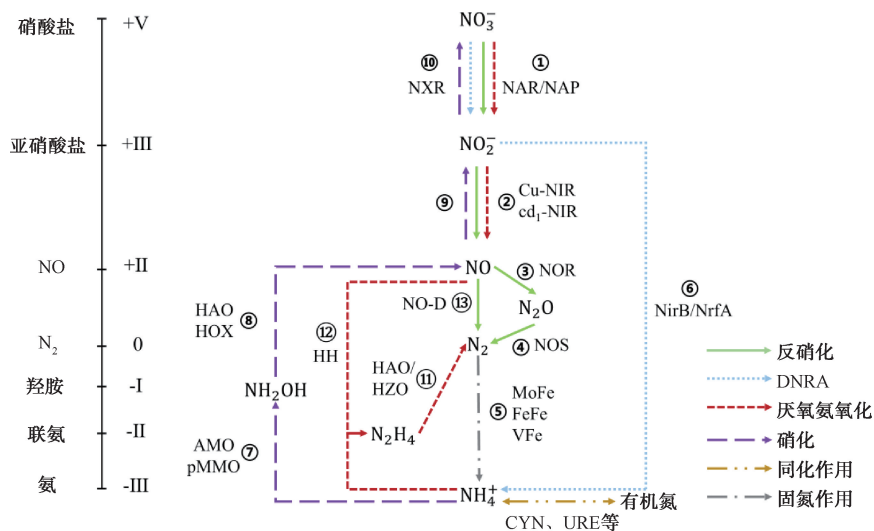 硝酸盐 +V NO₃⁻
⑩ ①
NXR NAR/NAP
亚硝酸盐 +III NO₂⁻
⑨ ② Cu-NIR
cd₁-NIR
NO +II NO ③ NOR
⑥
NirB/NrfA
HAO ⑧
HOX
⑫
HH
NO-D ⑬ N₂O
N₂ 0 N₂ ④ NOS
HAO/
HZO ⑪
羟胺 -I NH₂OH
⑤ MoFe
FeFe
VFe
联氨 -II N₂H₄
AMO ⑦
pMMO
氨 -III NH₄⁺ 有机氮
CYN、URE等
反硝化
DNRA
厌氧氨氧化
硝化
同化作用
固氮作用